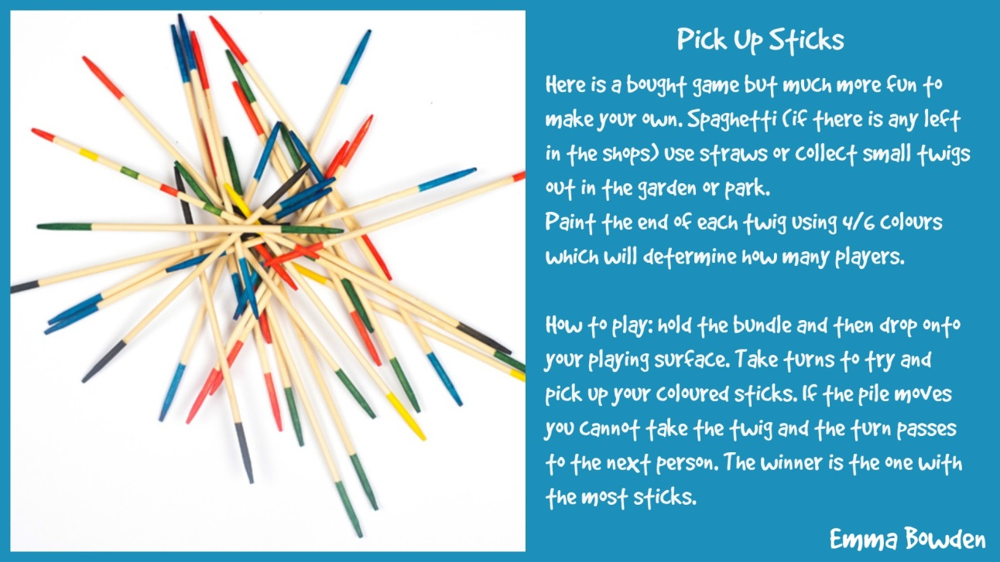 Pick Up Sticks
Here is a bought game but much more fun to
make your own. Spaghetti (if there is any left
in the shops) use straws or collect small twigs
out in the garden or park.
Paint the end of each twig using 4/6 colours
which will determine how many players.
How to play: hold the bundle and then drop onto
your playing surface. Take turns to try and
pick up your coloured sticks. If the pile moves
you cannot take the twig and the turn passes
to the next person. The winner is the one with
the most sticks.
Emma Bowden